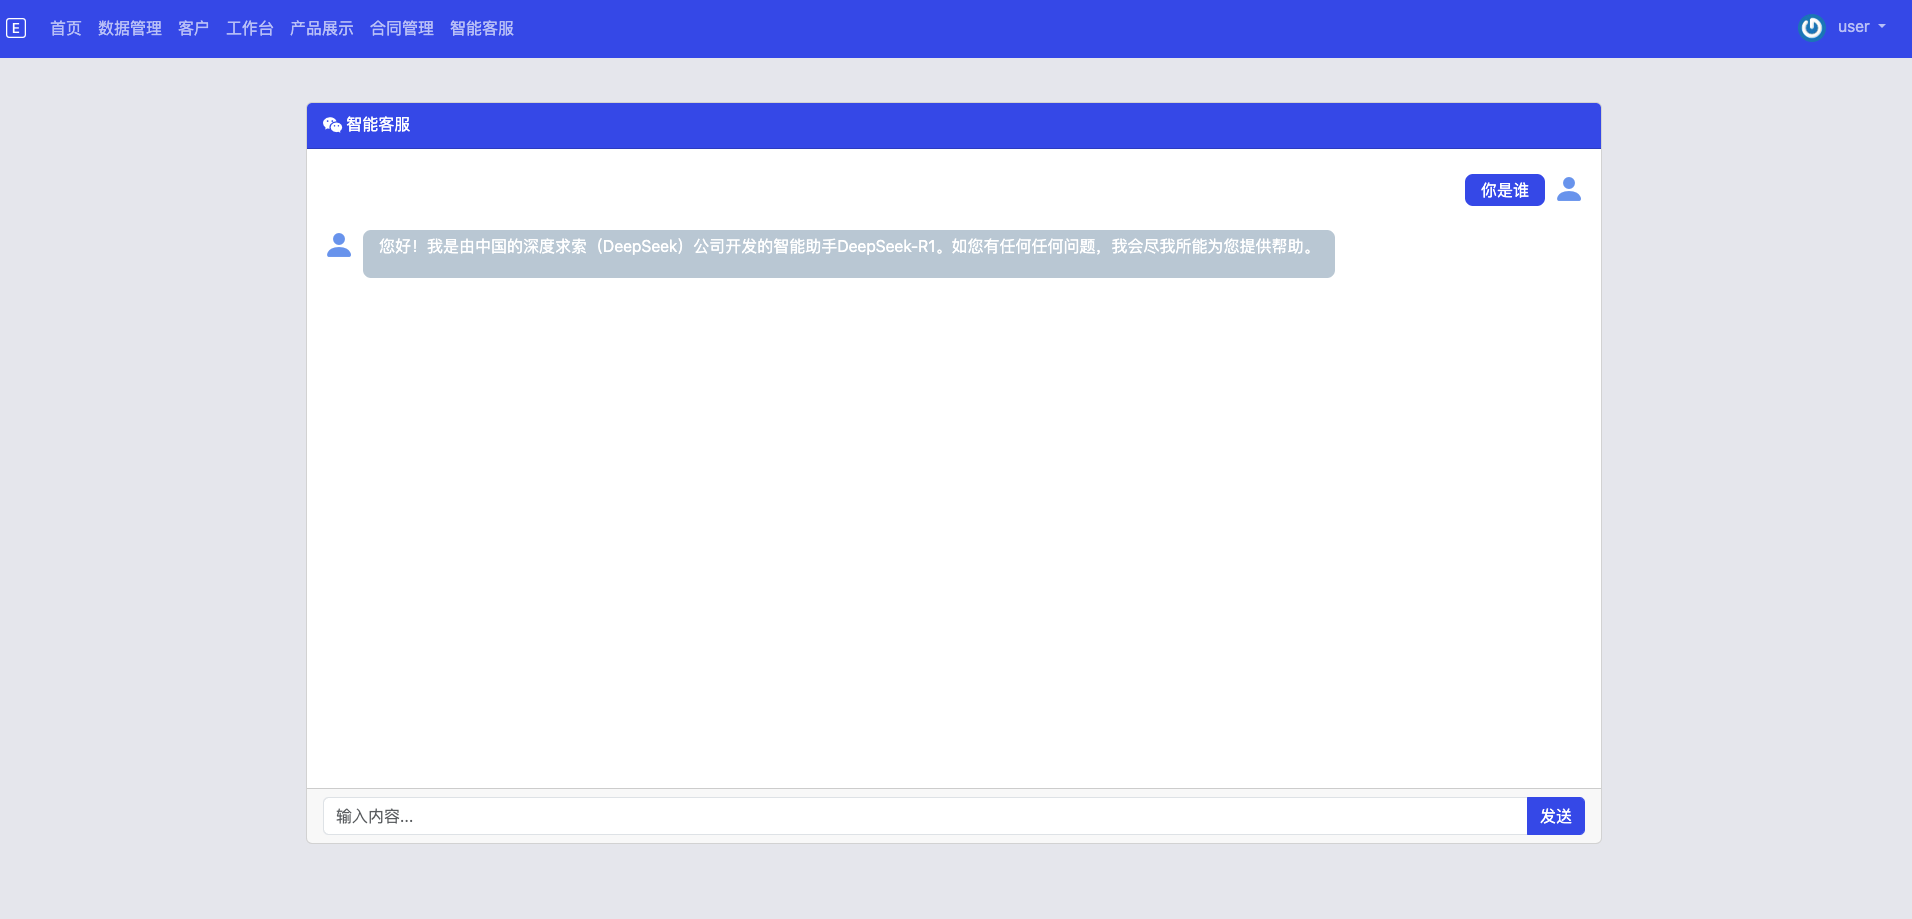 E 首页 数据管理 客户 工作台 产品展示 合同管理 智能客服 user
智能客服
你是谁
您好！我是由中国的深度求索（DeepSeek）公司开发的智能助手DeepSeek-R1。如您有任何任何问题，我会尽我所能为您提供帮助。
输入内容... 发送